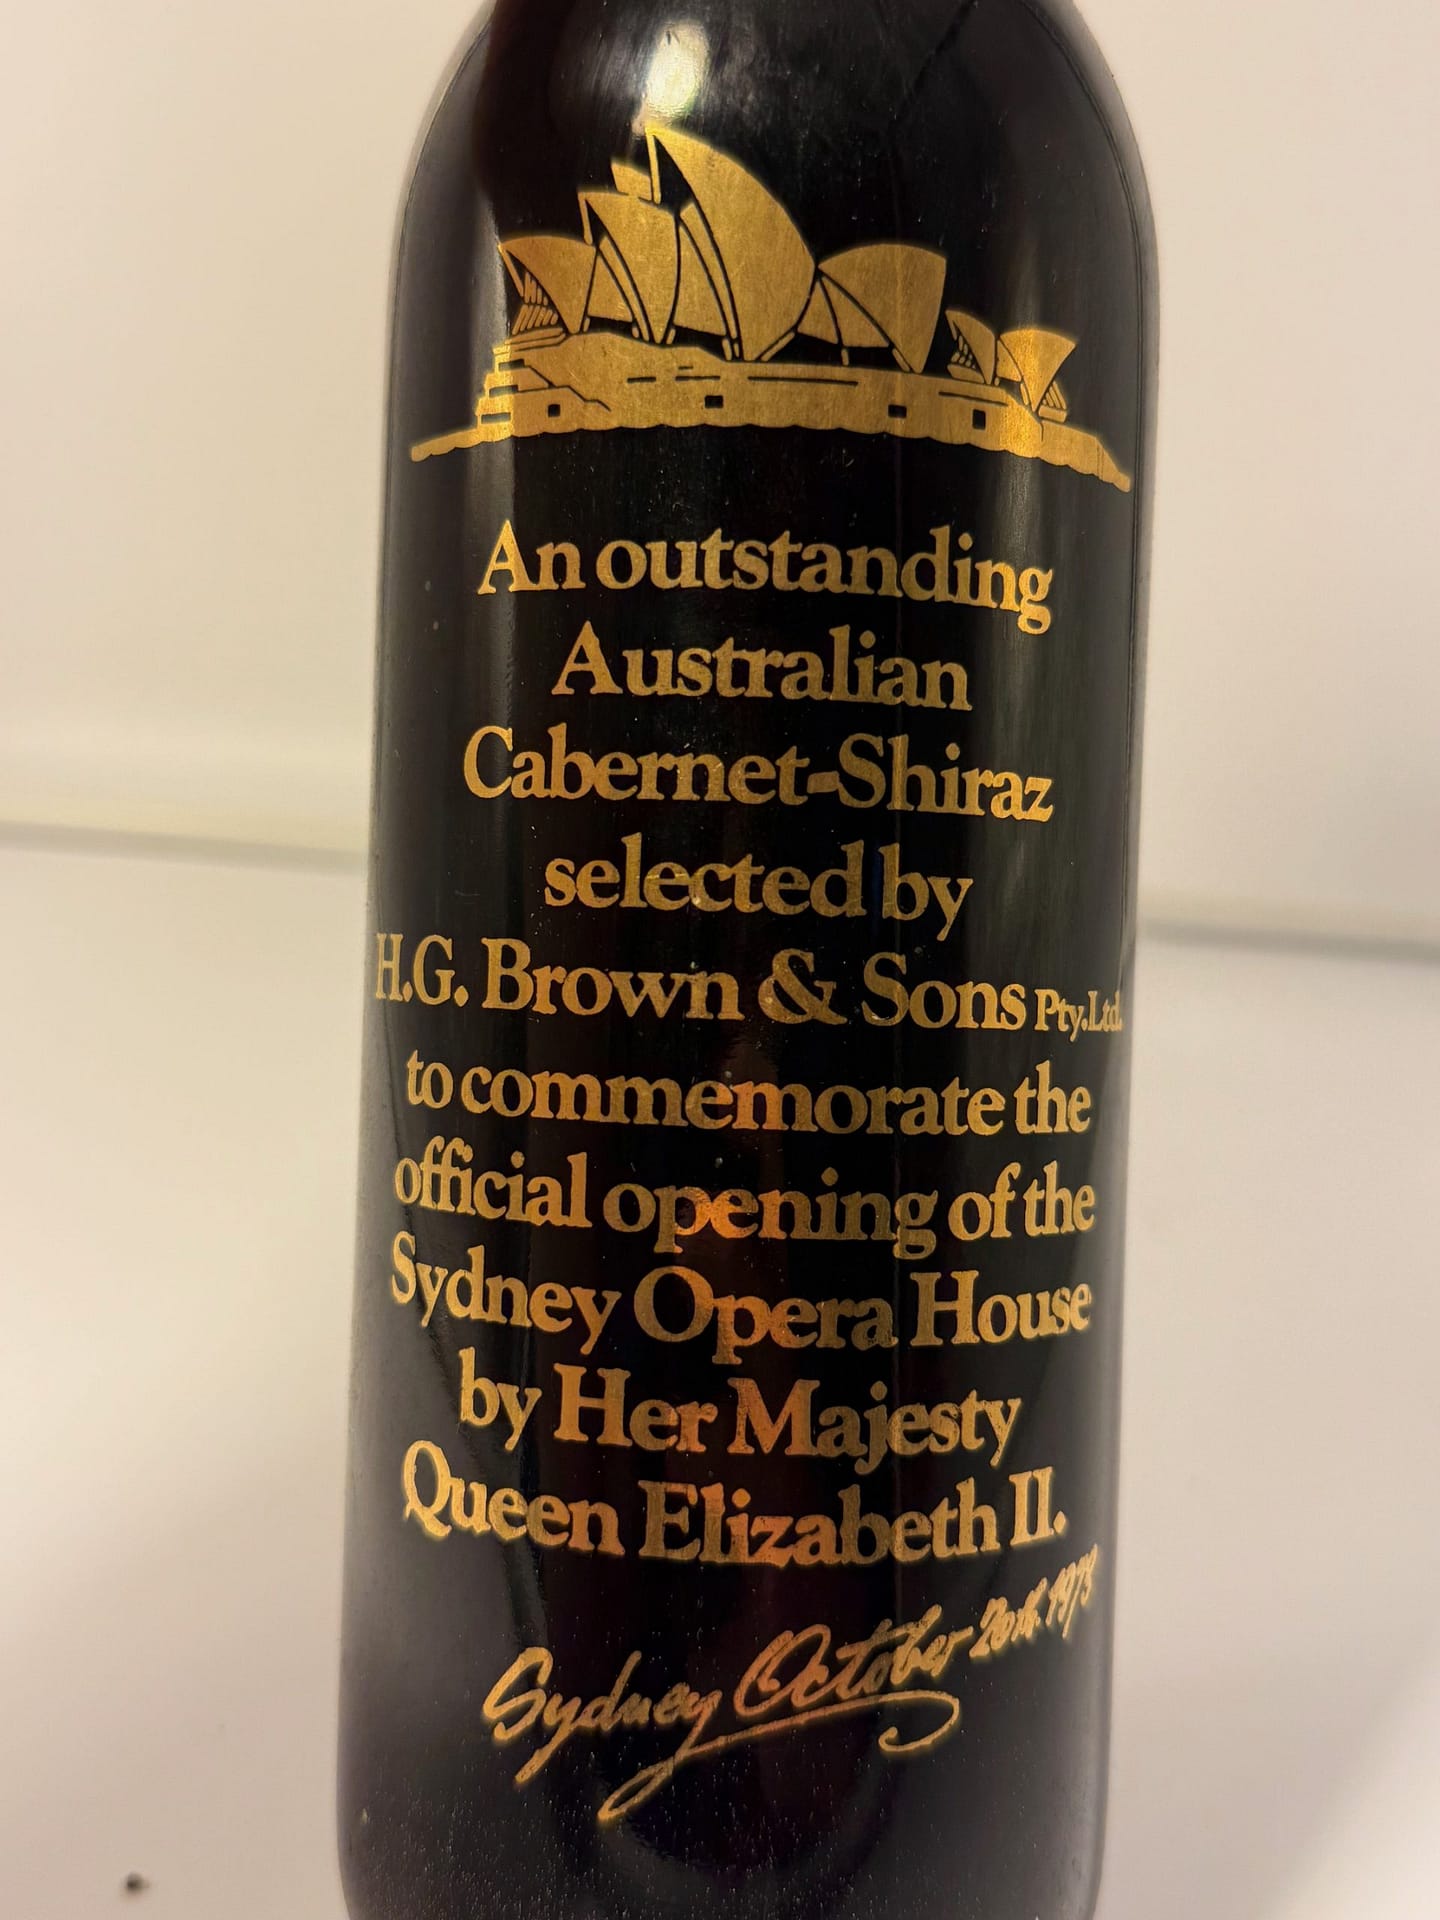 An outstanding
Australian
Cabernet-Shiraz
selected by
H.G. Brown & Sons Pty.Ltd.
to commemorate the
official opening of the
Sydney Opera House
by Her Majesty
Queen Elizabeth II.
Sydney October 20th. 1973